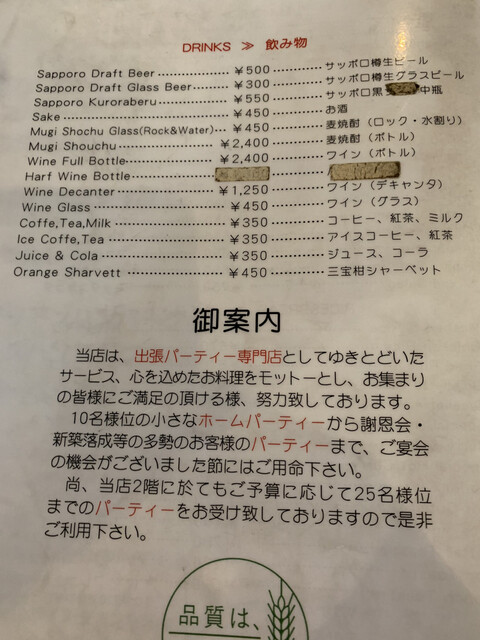 DRINKS ≫ 飲み物
Sapporo Draft Beer ¥500 サッポロ樽生ビール
Sapporo Draft Glass Beer ¥300 サッポロ樽生グラスビール
Sapporo Kuroraberu ¥550 サッポロ黒 中瓶
Sake ¥450 お酒
Mugi Shochu Glass(Rock&Water) ¥450 麦焼酎（ロック・水割り）
Mugi Shouchu ¥2,400 麦焼酎（ボトル）
Wine Full Bottle ¥2,400 ワイン（ボトル）
Harf Wine Bottle
Wine Decanter ¥1,250 ワイン（デキャンタ）
Wine Glass ¥450 ワイン（グラス）
Coffe,Tea,Milk ¥350 コーヒー、紅茶、ミルク
Ice Coffe,Tea ¥350 アイスコーヒー、紅茶
Juice & Cola ¥350 ジュース、コーラ
Orange Sharvett ¥450 三宝柑シャーベット
御案内
当店は、出張パーティー専門店としてゆきとどいた
サービス、心を込めたお料理をモットーとし、お集まり
の皆様にご満足の頂ける様、努力致しております。
10名様位の小さなホームパーティーから謝恩会・
新築落成等の多勢のお客様のパーティーまで、ご宴会
の機会がございました節にはご用命下さい。
尚、当店2階に於てもご予算に応じて25名様位
までのパーティーをお受け致しておりますので是非
ご利用下さい。
品質は、